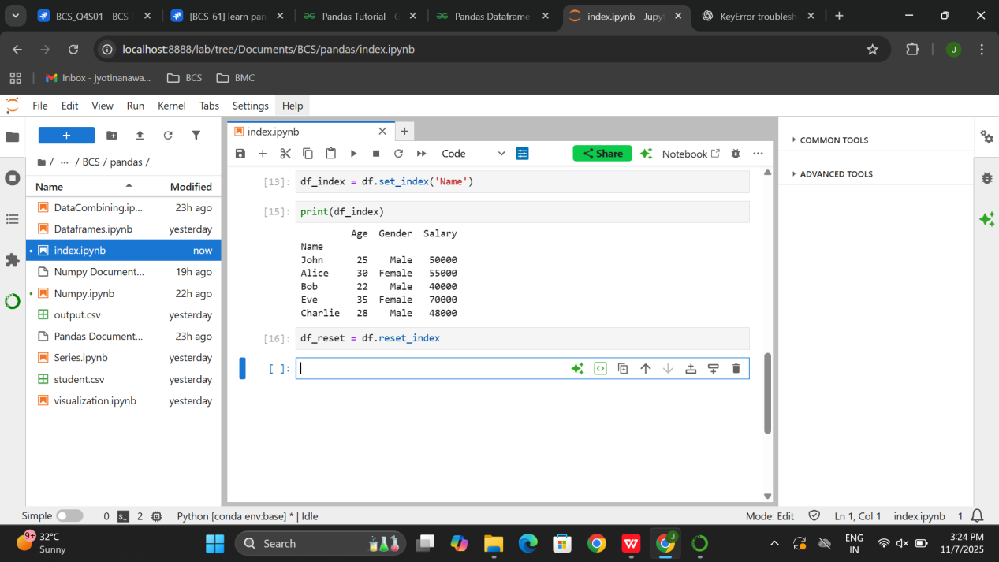 BCS_Q4S01 - BCS
[BCS-61] learn pan
Pandas Tutorial - G
Pandas Dataframe
index.ipynb - Jupyt
KeyError troublesh
localhost:8888/lab/tree/Documents/BCS/pandas/index.ipynb
J
Inbox - jyotinanawa...
BCS
BMC
File Edit View Run Kernel Tabs Settings Help
index.ipynb
Code
Share
Notebook
/ ... / BCS / pandas /
Name Modified
DataCombining.ip... 23h ago
Dataframes.ipynb yesterday
index.ipynb now
Numpy Document... 19h ago
Numpy.ipynb 22h ago
output.csv yesterday
Pandas Document... 23h ago
Series.ipynb yesterday
student.csv yesterday
visualization.ipynb yesterday
[13]: df_index = df.set_index('Name')
[15]: print(df_index)
Age Gender Salary
Name
John 25 Male 50000
Alice 30 Female 55000
Bob 22 Male 40000
Eve 35 Female 70000
Charlie 28 Male 48000
[16]: df_reset = df.reset_index
[ ]:
COMMON TOOLS
ADVANCED TOOLS
Simple 0 $_ 2 Python [conda env:base] * | Idle Mode: Edit Ln 1, Col 1 index.ipynb 1
9+
32°C
Sunny
Search
W
J
ENG
IN
3:24 PM
11/7/2025